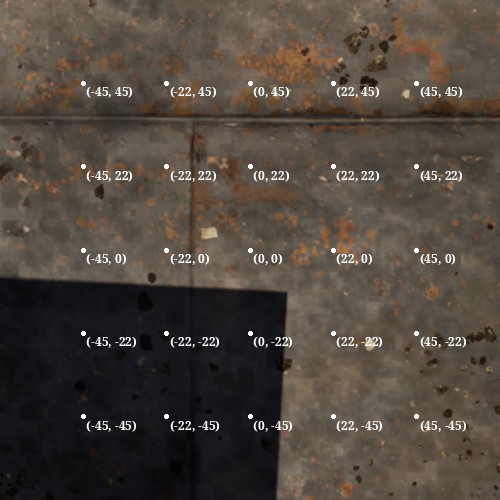 (-45, 45) (-22, 45) (0, 45) (22, 45) (45, 45)
(-45, 22) (-22, 22) (0, 22) (22, 22) (45, 22)
(-45, 0) (-22, 0) (0, 0) (22, 0) (45, 0)
(-45, -22) (-22, -22) (0, -22) (22, -22) (45, -22)
(-45, -45) (-22, -45) (0, -45) (22, -45) (45, -45)